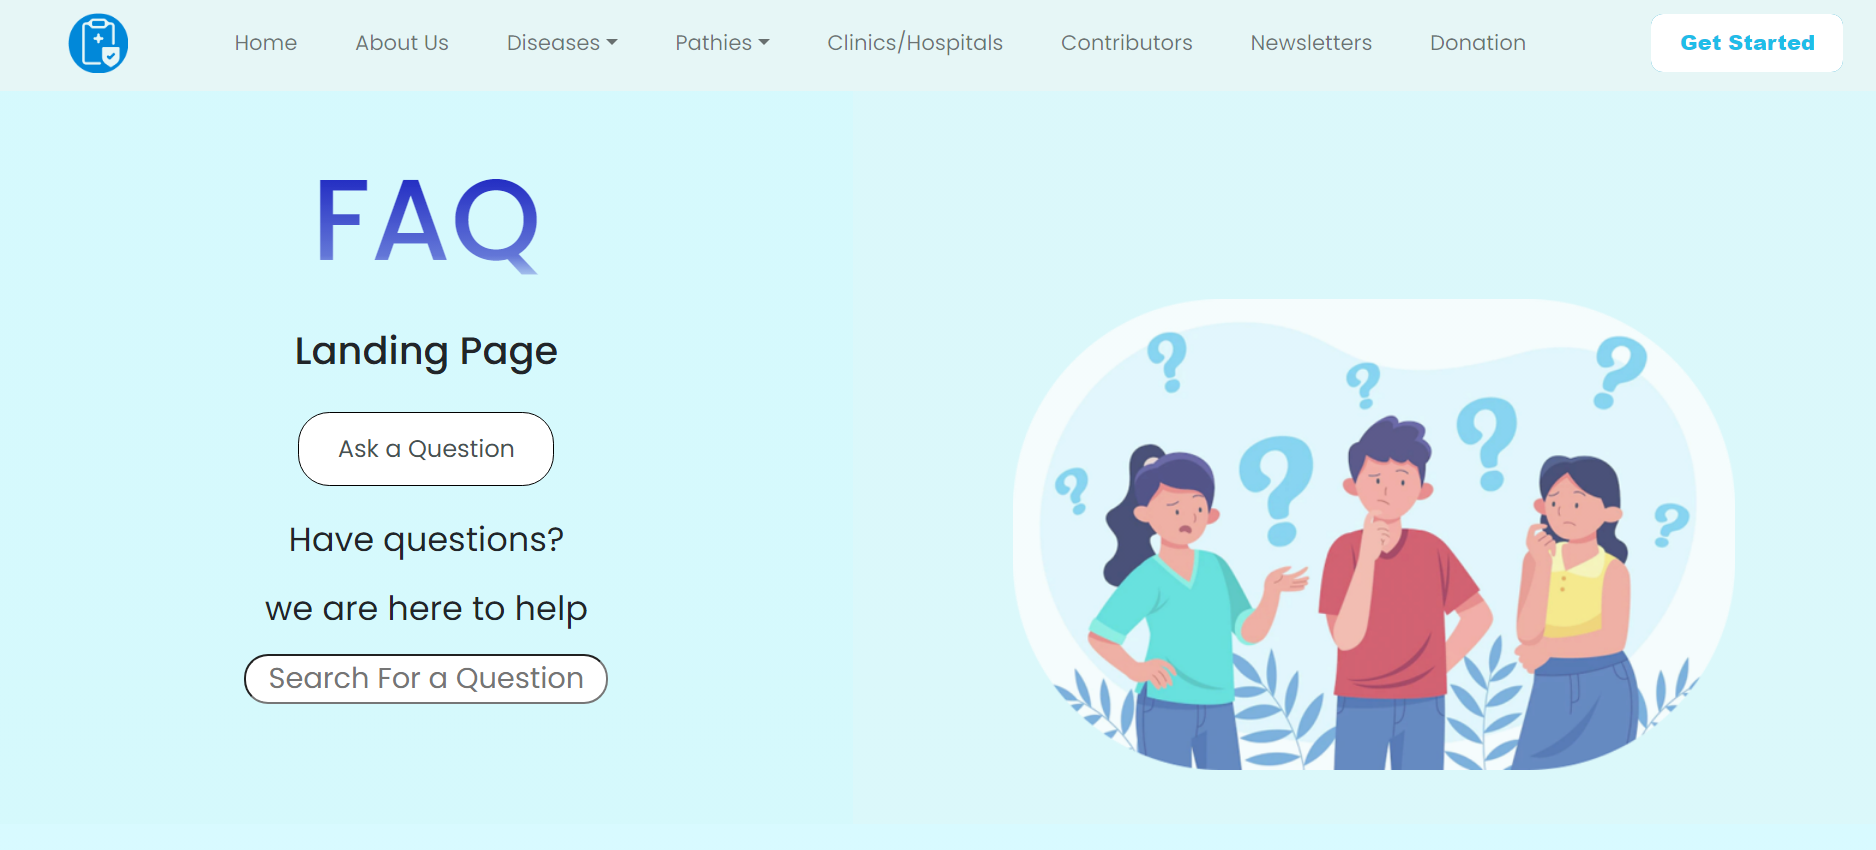 Home About Us Diseases Pathies Clinics/Hospitals Contributors Newsletters Donation Get Started
FAQ
Landing Page
Ask a Question
Have questions?
we are here to help
Search For a Question